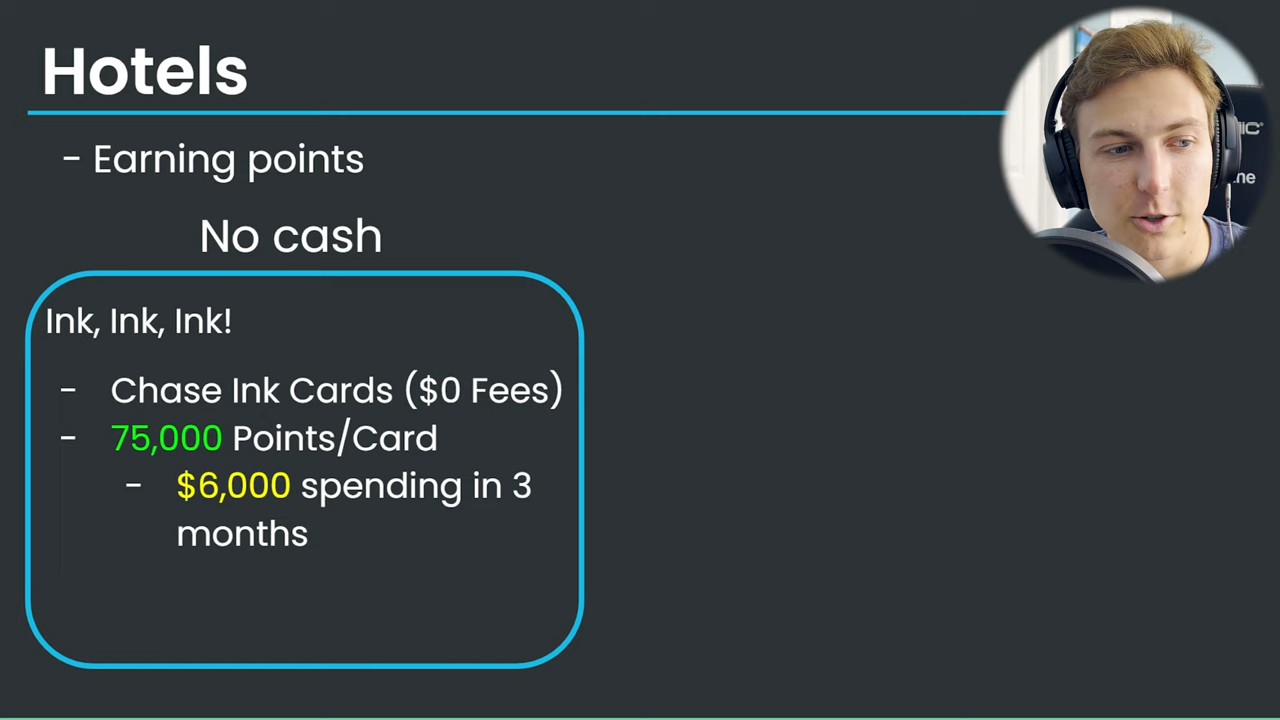 Hotels
- Earning points
No cash
Ink, Ink, Ink!
- Chase Ink Cards ($0 Fees)
- 75,000 Points/Card
- $6,000 spending in 3
months